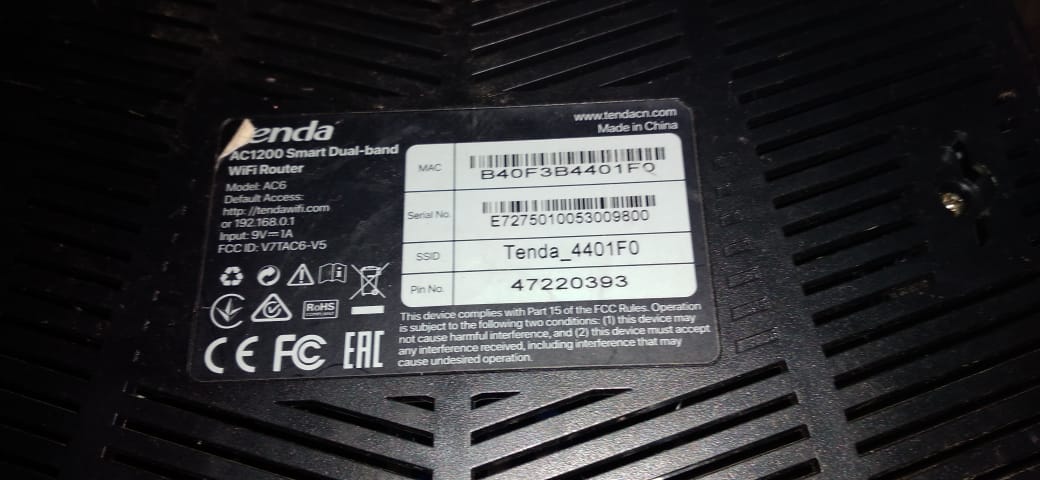 enda
AC1200 Smart Dual-band
WiFi Router
Model: AC6
Default Access:
http://tendawifi.com
or 192.168.0.1
Input: 9V⎓1A
FCC ID: V7TAC6-V5
RoHS
CE FC EAC
www.tendacn.com
Made in China
MAC
B40F3B4401F0
Serial No.
E7275010053009800
SSID
Tenda_4401F0
Pin No.
47220393
This device complies with Part 15 of the FCC Rules. Operation
is subject to the following two conditions: (1) this device may
not cause harmful interference, and (2) this device must accept
any interference received, including interference that may
cause undesired operation.